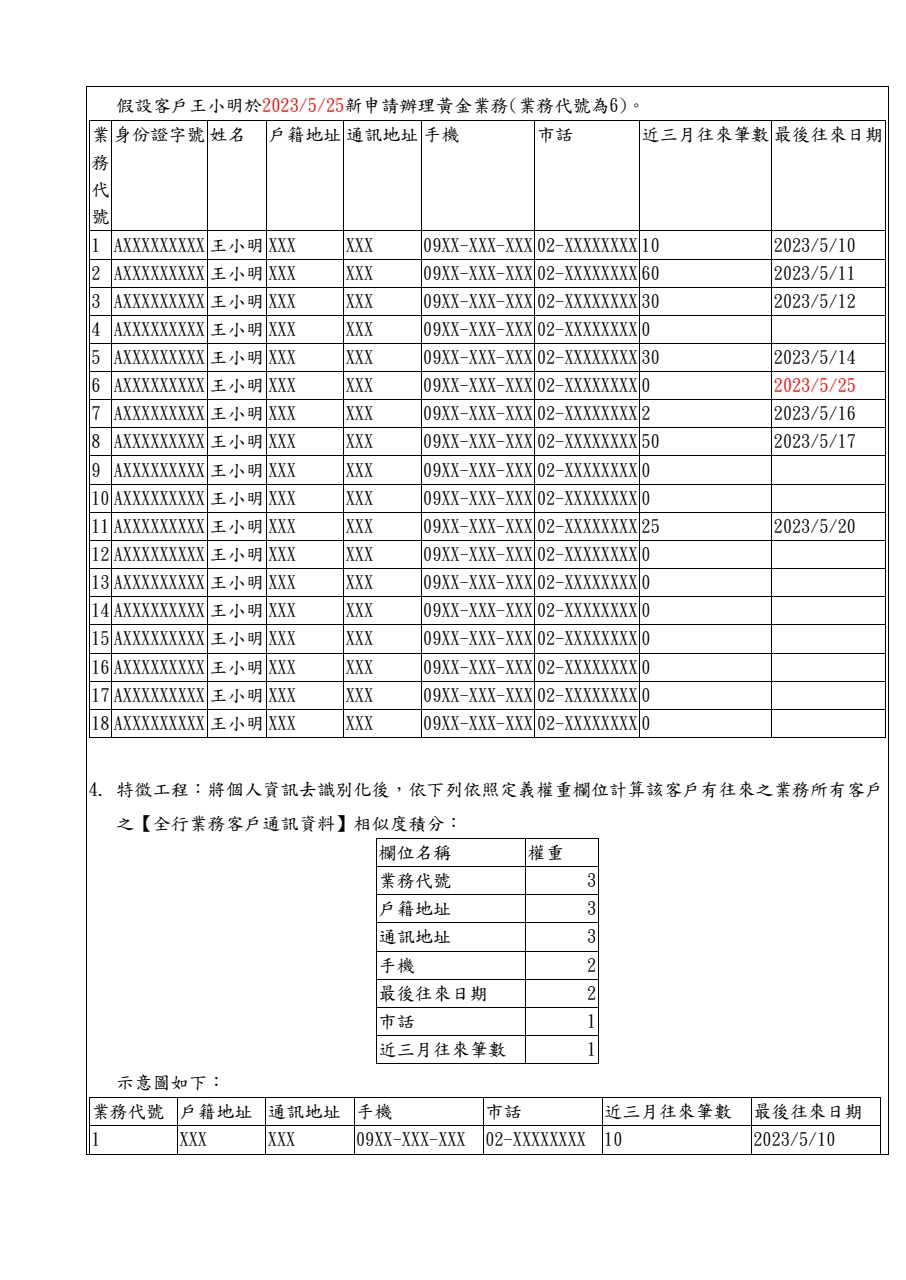 假設客戶王小明於2023/5/25新申請辦理黃金業務(業務代號為6)。
業務代號 身份證字號 姓名 戶籍地址 通訊地址 手機 市話 近三月往來筆數 最後往來日期
1 AXXXXXXXXX 王小明 XXX XXX 09XX-XXX-XXX 02-XXXXXXXX 10 2023/5/10
2 AXXXXXXXXX 王小明 XXX XXX 09XX-XXX-XXX 02-XXXXXXXX 60 2023/5/11
3 AXXXXXXXXX 王小明 XXX XXX 09XX-XXX-XXX 02-XXXXXXXX 30 2023/5/12
4 AXXXXXXXXX 王小明 XXX XXX 09XX-XXX-XXX 02-XXXXXXXX 0
5 AXXXXXXXXX 王小明 XXX XXX 09XX-XXX-XXX 02-XXXXXXXX 30 2023/5/14
6 AXXXXXXXXX 王小明 XXX XXX 09XX-XXX-XXX 02-XXXXXXXX 0 2023/5/25
7 AXXXXXXXXX 王小明 XXX XXX 09XX-XXX-XXX 02-XXXXXXXX 2 2023/5/16
8 AXXXXXXXXX 王小明 XXX XXX 09XX-XXX-XXX 02-XXXXXXXX 50 2023/5/17
9 AXXXXXXXXX 王小明 XXX XXX 09XX-XXX-XXX 02-XXXXXXXX 0
10 AXXXXXXXXX 王小明 XXX XXX 09XX-XXX-XXX 02-XXXXXXXX 0
11 AXXXXXXXXX 王小明 XXX XXX 09XX-XXX-XXX 02-XXXXXXXX 25 2023/5/20
12 AXXXXXXXXX 王小明 XXX XXX 09XX-XXX-XXX 02-XXXXXXXX 0
13 AXXXXXXXXX 王小明 XXX XXX 09XX-XXX-XXX 02-XXXXXXXX 0
14 AXXXXXXXXX 王小明 XXX XXX 09XX-XXX-XXX 02-XXXXXXXX 0
15 AXXXXXXXXX 王小明 XXX XXX 09XX-XXX-XXX 02-XXXXXXXX 0
16 AXXXXXXXXX 王小明 XXX XXX 09XX-XXX-XXX 02-XXXXXXXX 0
17 AXXXXXXXXX 王小明 XXX XXX 09XX-XXX-XXX 02-XXXXXXXX 0
18 AXXXXXXXXX 王小明 XXX XXX 09XX-XXX-XXX 02-XXXXXXXX 0
4. 特徵工程：將個人資訊去識別化後，依下列依照定義權重欄位計算該客戶有往來之業務所有客戶
之【全行業務客戶通訊資料】相似度積分：
欄位名稱 權重
業務代號 3
戶籍地址 3
通訊地址 3
手機 2
最後往來日期 2
市話 1
近三月往來筆數 1
示意圖如下：
業務代號 戶籍地址 通訊地址 手機 市話 近三月往來筆數 最後往來日期
1 XXX XXX 09XX-XXX-XXX 02-XXXXXXXX 10 2023/5/10